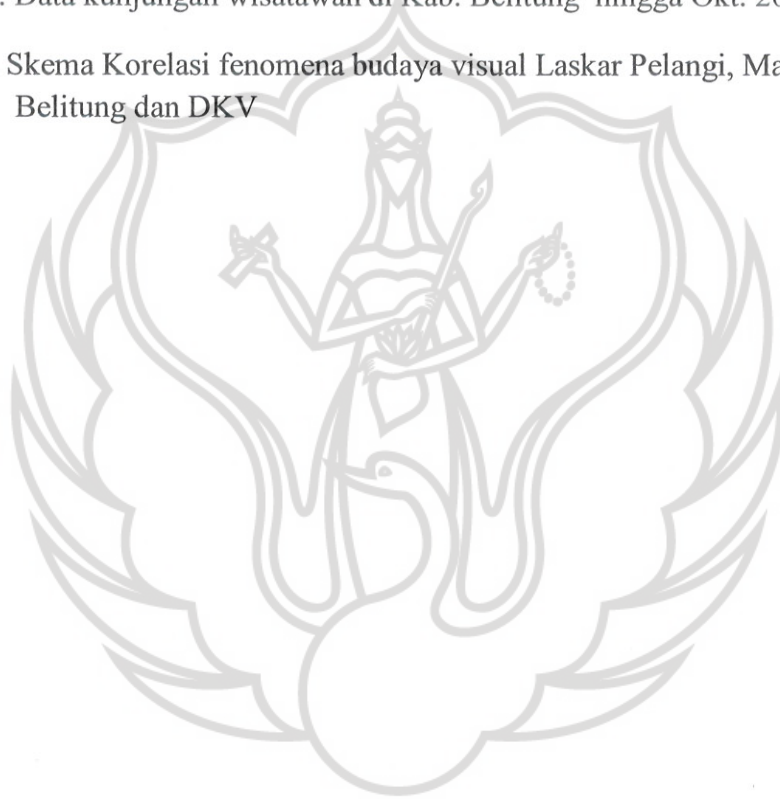 . Data kunjungan wisatawan di Kab. Belitung hingga Okt. 20
Skema Korelasi fenomena budaya visual Laskar Pelangi, Ma
Belitung dan DKV